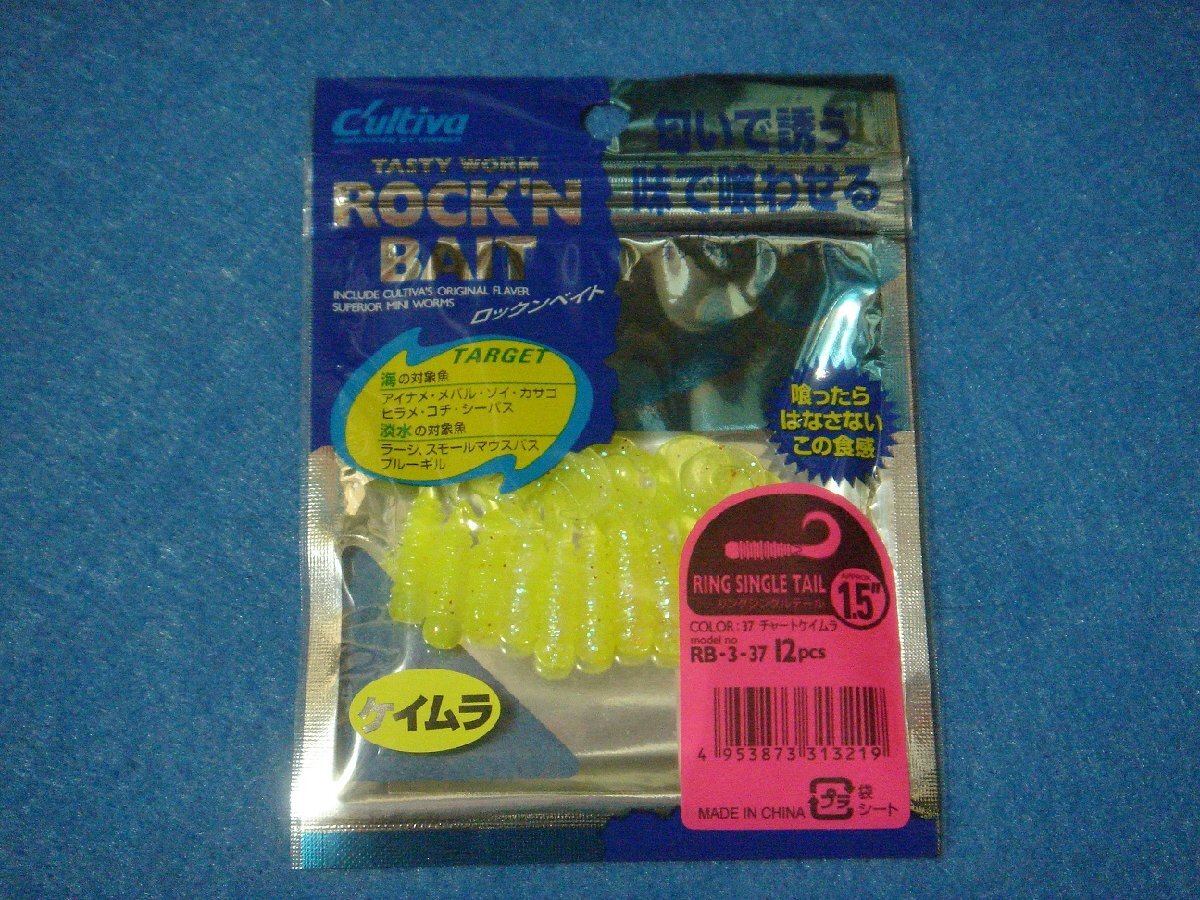 Cultiva
TASTY WORM
ROCK'N
BAIT
INCLUDE CULTIVA'S ORIGINAL FLAVER
SUPERIOR MINI WORMS
ロックンベイト
匂いで誘う
味で喰わせる
TARGET
海の対象魚
アイナメ・メバル・ソイ・カサゴ
ヒラメ・コチ・シーバス
淡水の対象魚
ラージ、スモールマウスバス
ブルーギル
喰ったら
はなさない
この食感
RING SINGLE TAIL
リングシングルテール
APPROX
1.5"
COLOR:37 チャートケイムラ
model no
RB-3-37 12pcs
4 953873 313219
MADE IN CHINA
プラ
袋
シート
ケイムラ